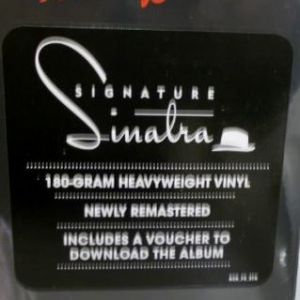 SIGNATURE
Sinatra
180-GRAM HEAVYWEIGHT VINYL
NEWLY REMASTERED
INCLUDES A VOUCHER TO
DOWNLOAD THE ALBUM